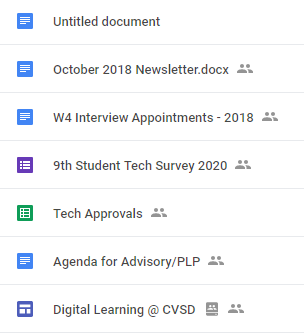 Untitled document
October 2018 Newsletter.docx
W4 Interview Appointments - 2018
9th Student Tech Survey 2020
Tech Approvals
Agenda for Advisory/PLP
Digital Learning @ CVSD